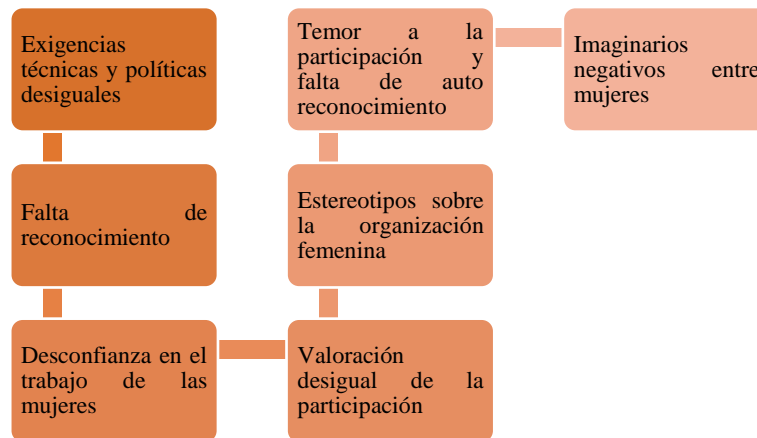 Exigencias
técnicas y políticas
desiguales
Falta de
reconocimiento
Desconfianza en el
trabajo de las
mujeres
Valoración
desigual de la
participación
Estereotipos sobre
la organización
femenina
Temor a la
participación y
falta de auto
reconocimiento
Imaginarios
negativos entre
mujeres